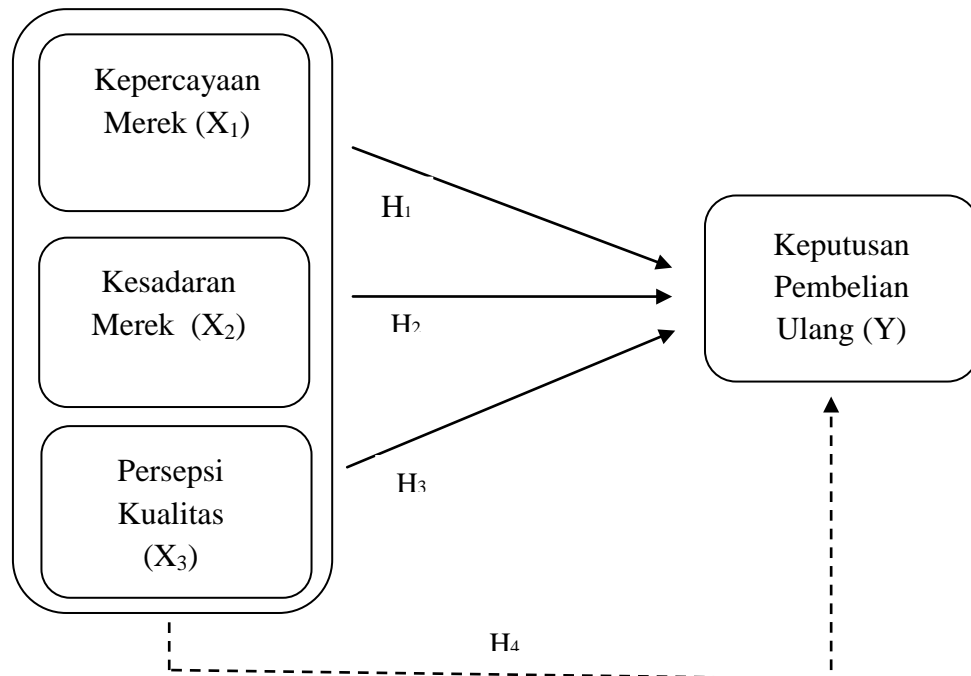 Kepercayaan
Merek (X₁)
Kesadaran
Merek (X₂)
Persepsi
Kualitas
(X₃)
H₁
H₂
H₃
H₄
Keputusan
Pembelian
Ulang (Y)